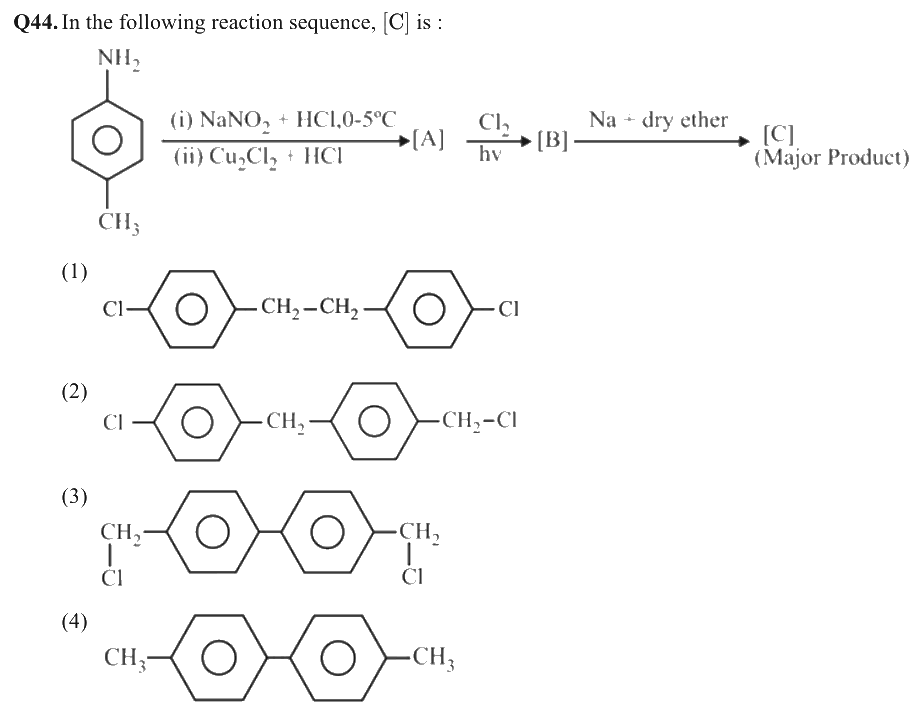 Q44. In the following reaction sequence, [C] is :
NH₂
(i) NaNO₂ + HCl,0-5°C
(ii) Cu₂Cl₂ + HCl
[A]
Cl₂
hν
[B]
Na + dry ether
[C]
(Major Product)
CH₃
(1)
Cl
CH₂-CH₂
Cl
(2)
Cl
CH₂
CH₂-Cl
(3)
CH₂
CH₂
Cl
Cl
(4)
CH₃
CH₃